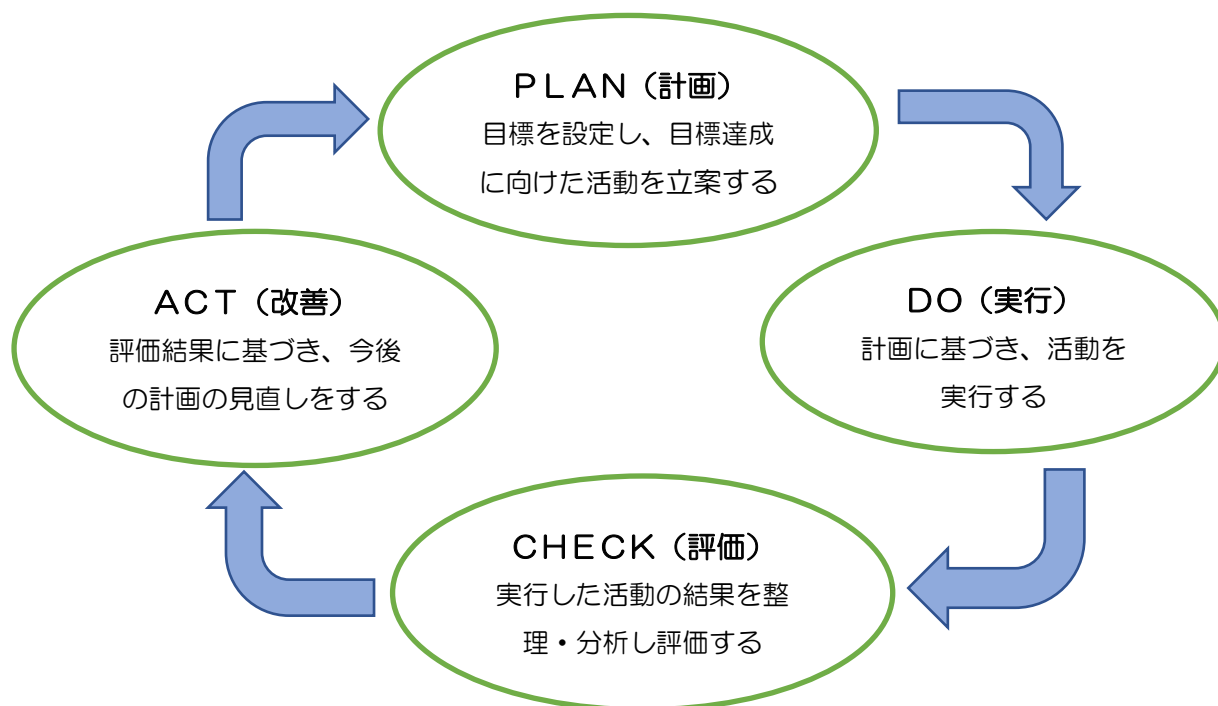 PLAN（計画）
目標を設定し、目標達成
に向けた活動を立案する
ACT（改善）
評価結果に基づき、今後
の計画の見直しをする
DO（実行）
計画に基づき、活動を
実行する
CHECK（評価）
実行した活動の結果を整
理・分析し評価する